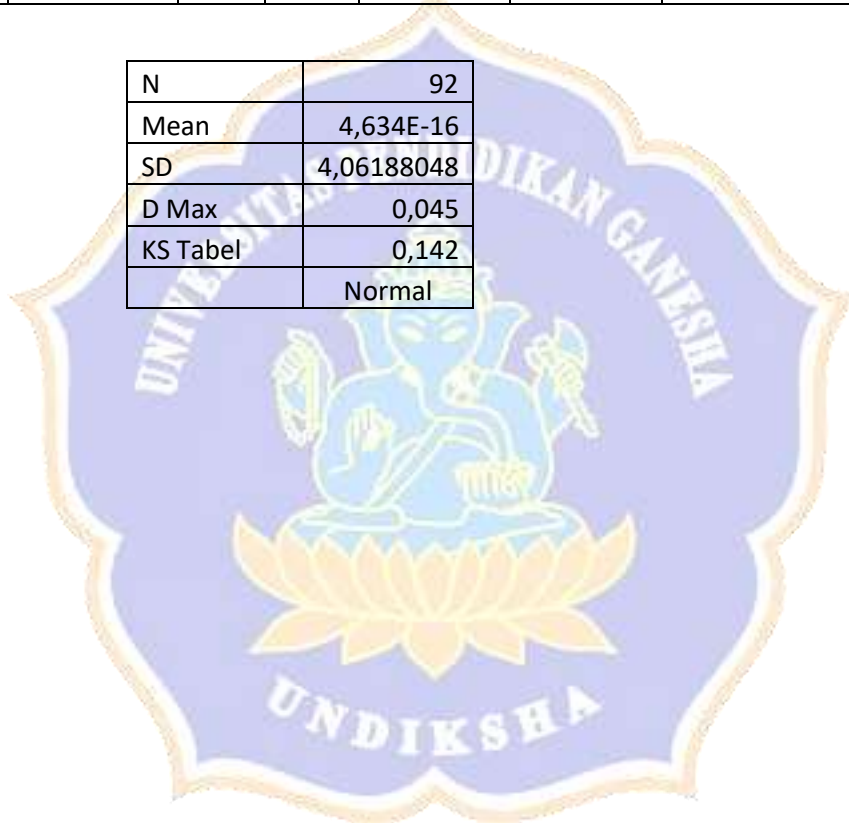 N 92
Mean 4,634E-16
SD 4,06188048
D Max 0,045
KS Tabel 0,142
Normal
UNIVERSITAS PENDIDIKAN GANESHA
UNDIKSHA